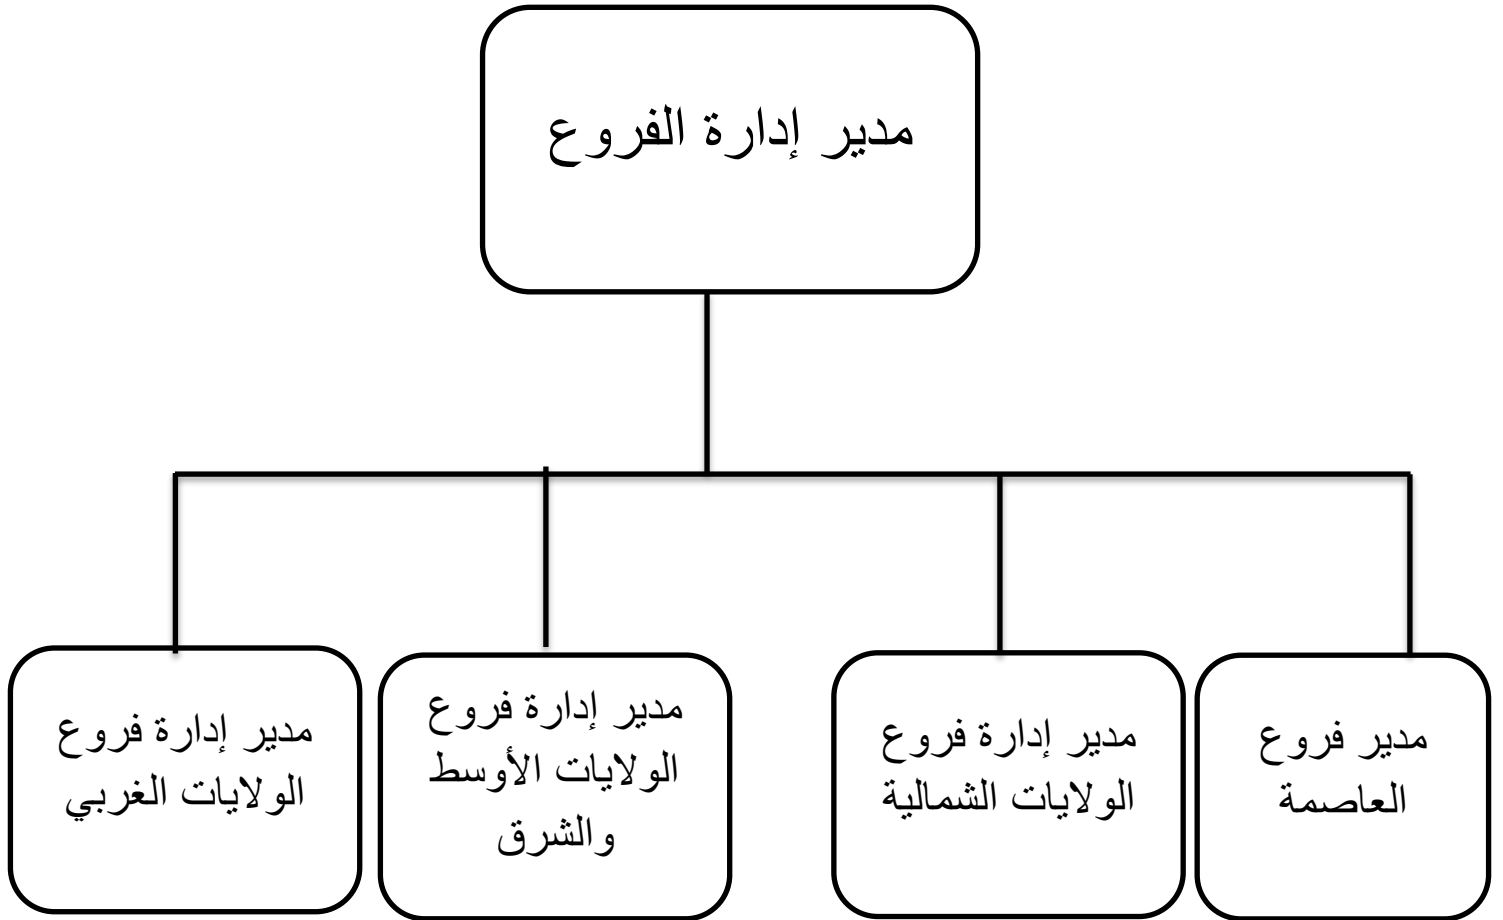 مدير إدارة الفروع
مدير فروع
العاصمة
مدير إدارة فروع
الولايات الشمالية
مدير إدارة فروع
الولايات الأوسط
والشرق
مدير إدارة فروع
الولايات الغربي